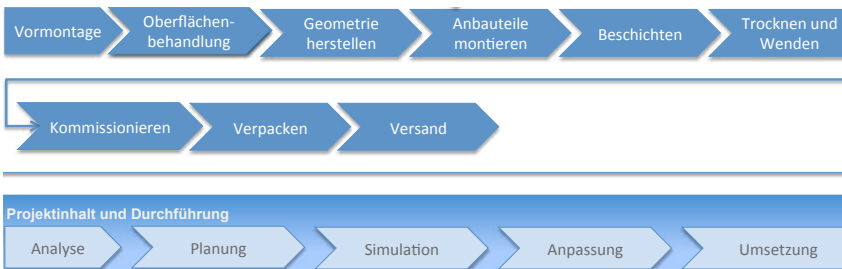 Vormontage
Oberflächen-
behandlung
Geometrie
herstellen
Anbauteile
montieren
Beschichten
Trocknen und
Wenden
Kommissionieren
Verpacken
Versand
Projektinhalt und Durchführung
Analyse
Planung
Simulation
Anpassung
Umsetzung